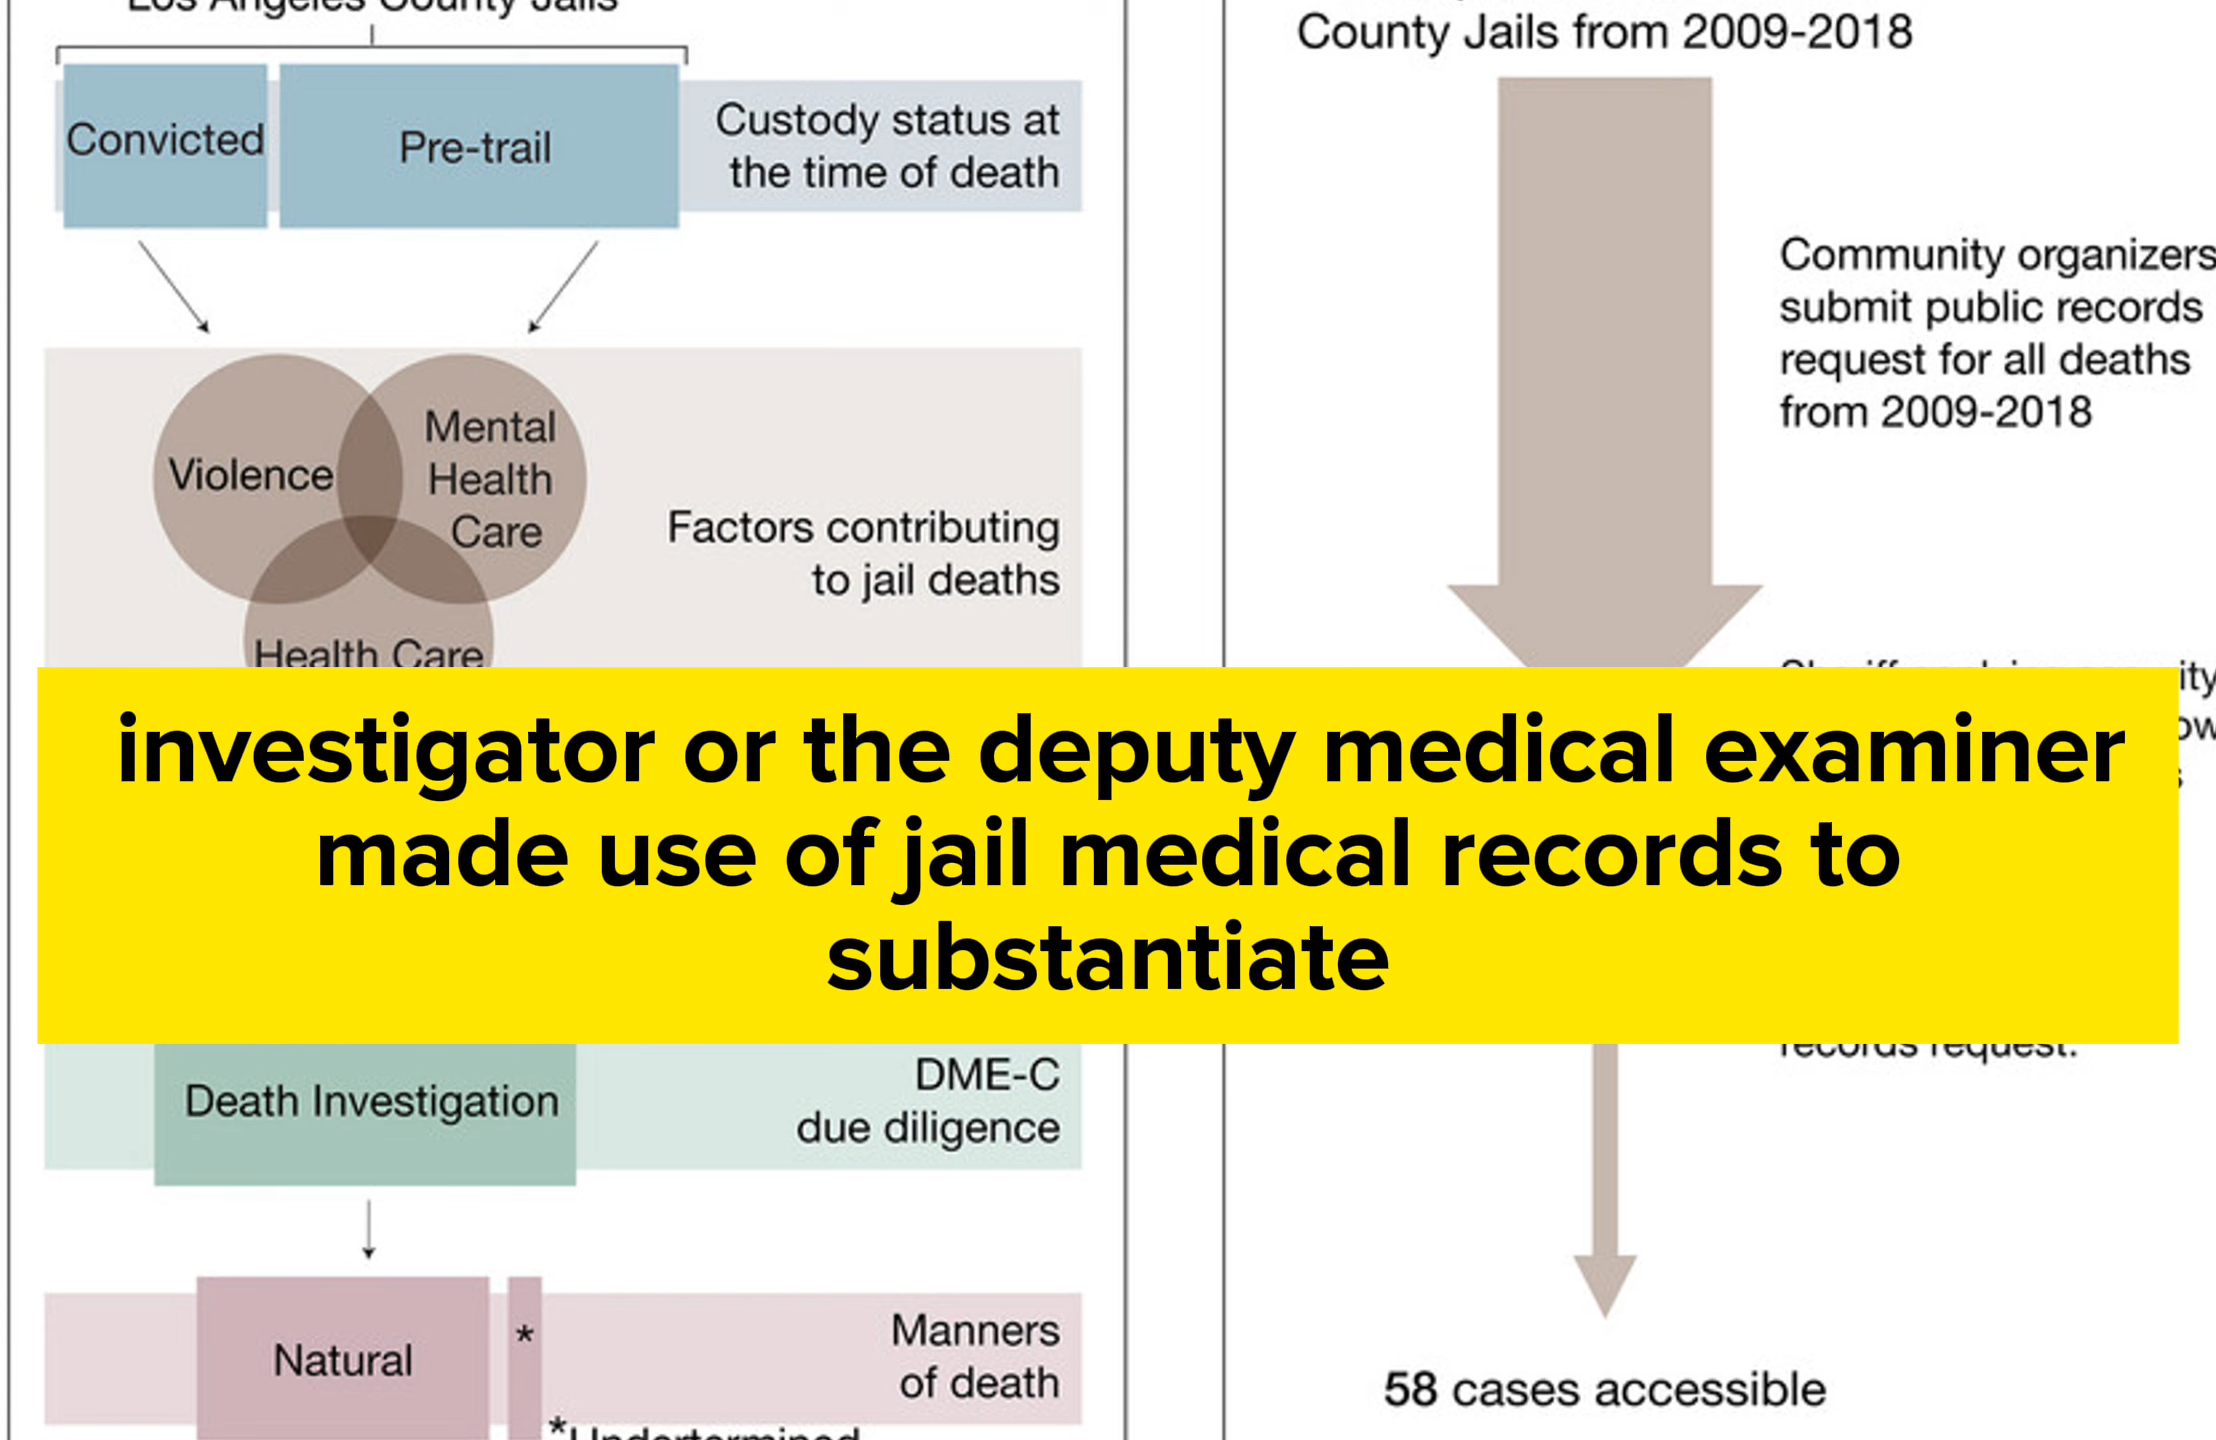 Los Angeles County Jails
Convicted
Pre-trail
Custody status at
the time of death
Violence
Mental
Health
Care
Health Care
Factors contributing
to jail deaths
County Jails from 2009-2018
Community organizers
submit public records
request for all deaths
from 2009-2018
investigator or the deputy medical examiner
made use of jail medical records to
substantiate
records request.
Death Investigation
DME-C
due diligence
Natural
*
Manners
of death
*Undertermined
58 cases accessible